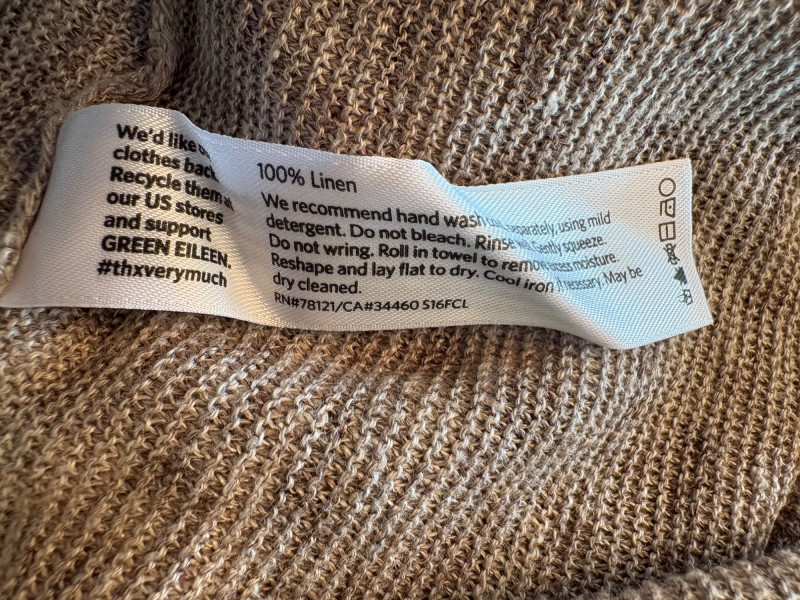 We'd like
clothes back.
Recycle them at
our US stores
and support
GREEN EILEEN.
#thxverymuch
100% Linen
We recommend hand wash separately, using mild
detergent. Do not bleach. Rinse Gently squeeze.
Do not wring. Roll in towel to remove excess moisture.
Reshape and lay flat to dry. Cool iron if necessary. May be
dry cleaned.
RN#78121/CA#34460 S16FCL